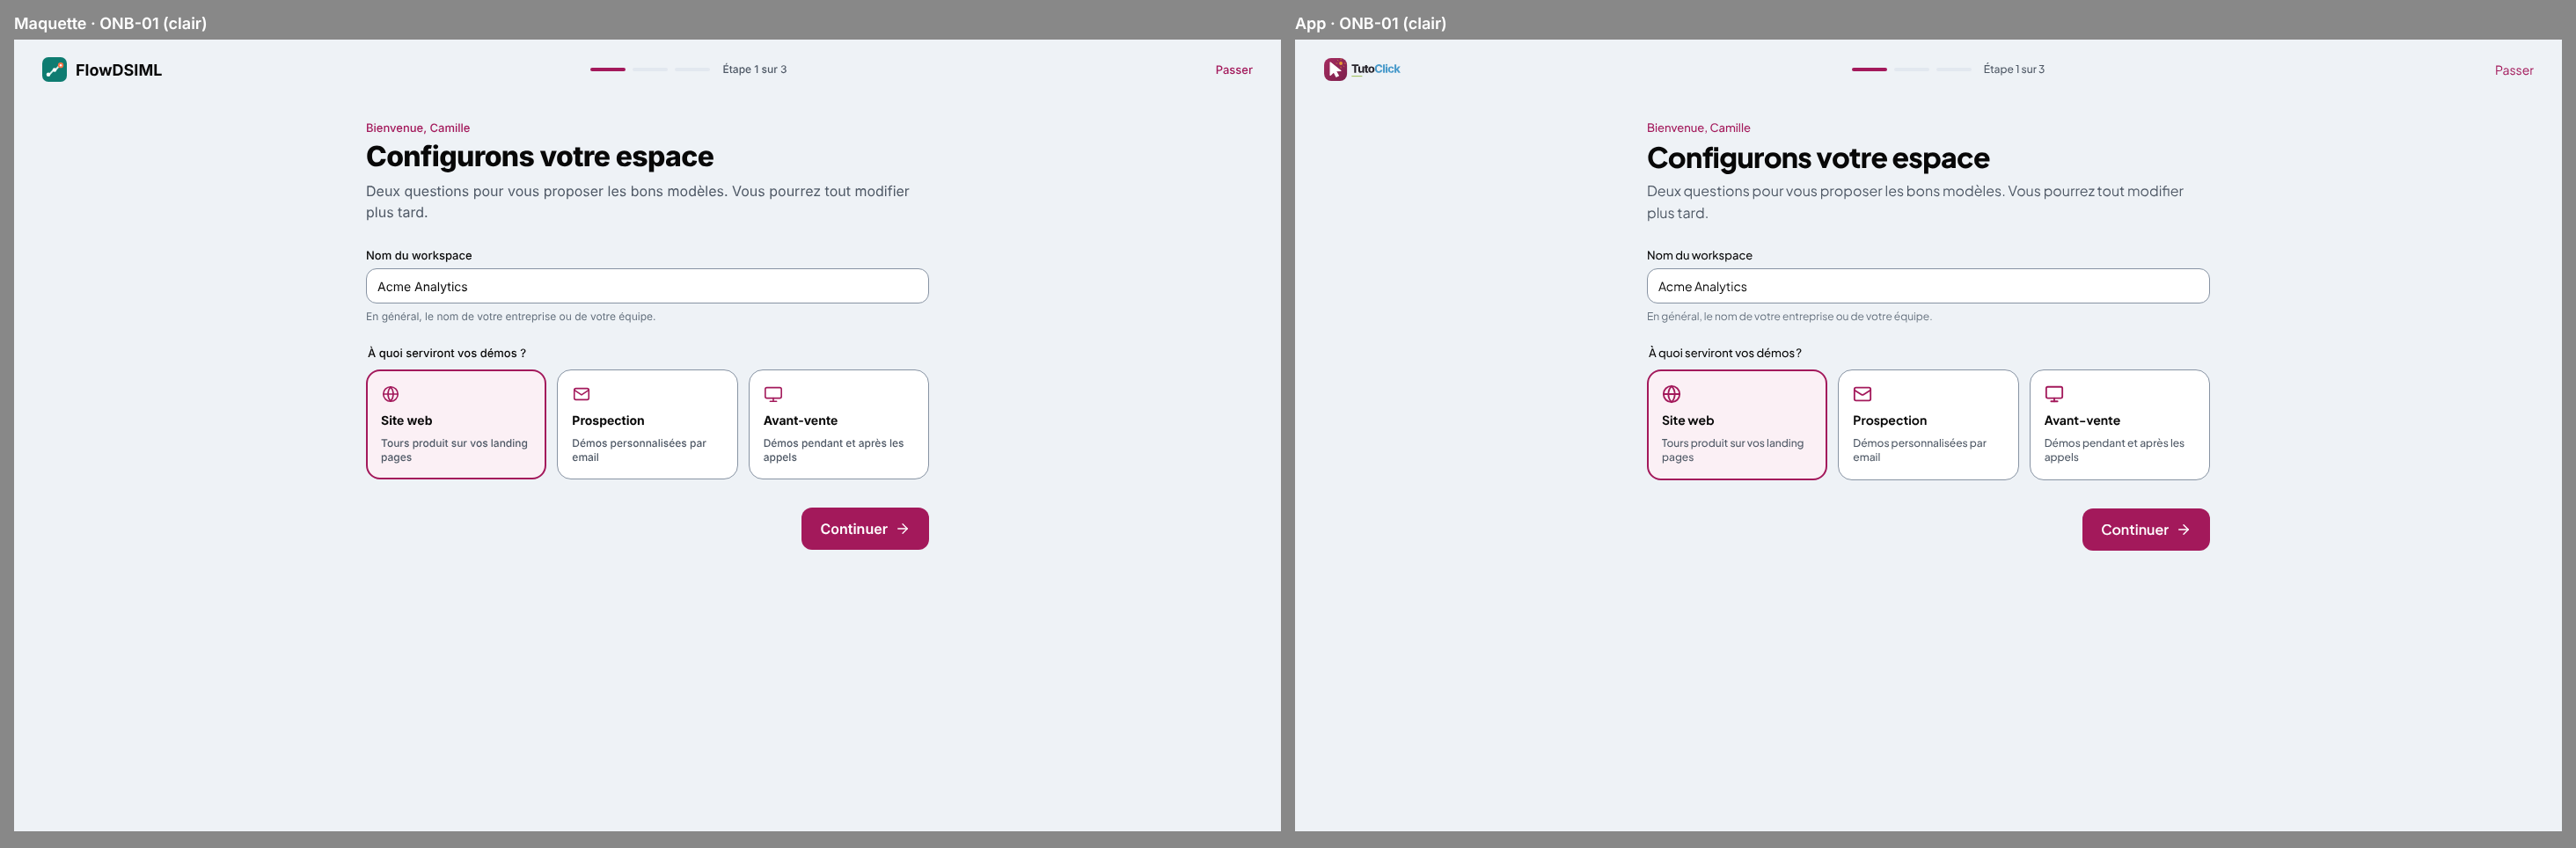 Maquette · ONB-01 (clair)
FlowDSIML
Étape 1 sur 3
Passer
Bienvenue, Camille
Configurons votre espace
Deux questions pour vous proposer les bons modèles. Vous pourrez tout modifier
plus tard.
Nom du workspace
Acme Analytics
En général, le nom de votre entreprise ou de votre équipe.
À quoi serviront vos démos ?
Site web
Tours produit sur vos landing
pages
Prospection
Démos personnalisées par
email
Avant-vente
Démos pendant et après les
appels
Continuer
App · ONB-01 (clair)
TutoClick
Étape 1 sur 3
Passer
Bienvenue, Camille
Configurons votre espace
Deux questions pour vous proposer les bons modèles. Vous pourrez tout modifier
plus tard.
Nom du workspace
Acme Analytics
En général, le nom de votre entreprise ou de votre équipe.
À quoi serviront vos démos ?
Site web
Tours produit sur vos landing
pages
Prospection
Démos personnalisées par
email
Avant-vente
Démos pendant et après les
appels
Continuer